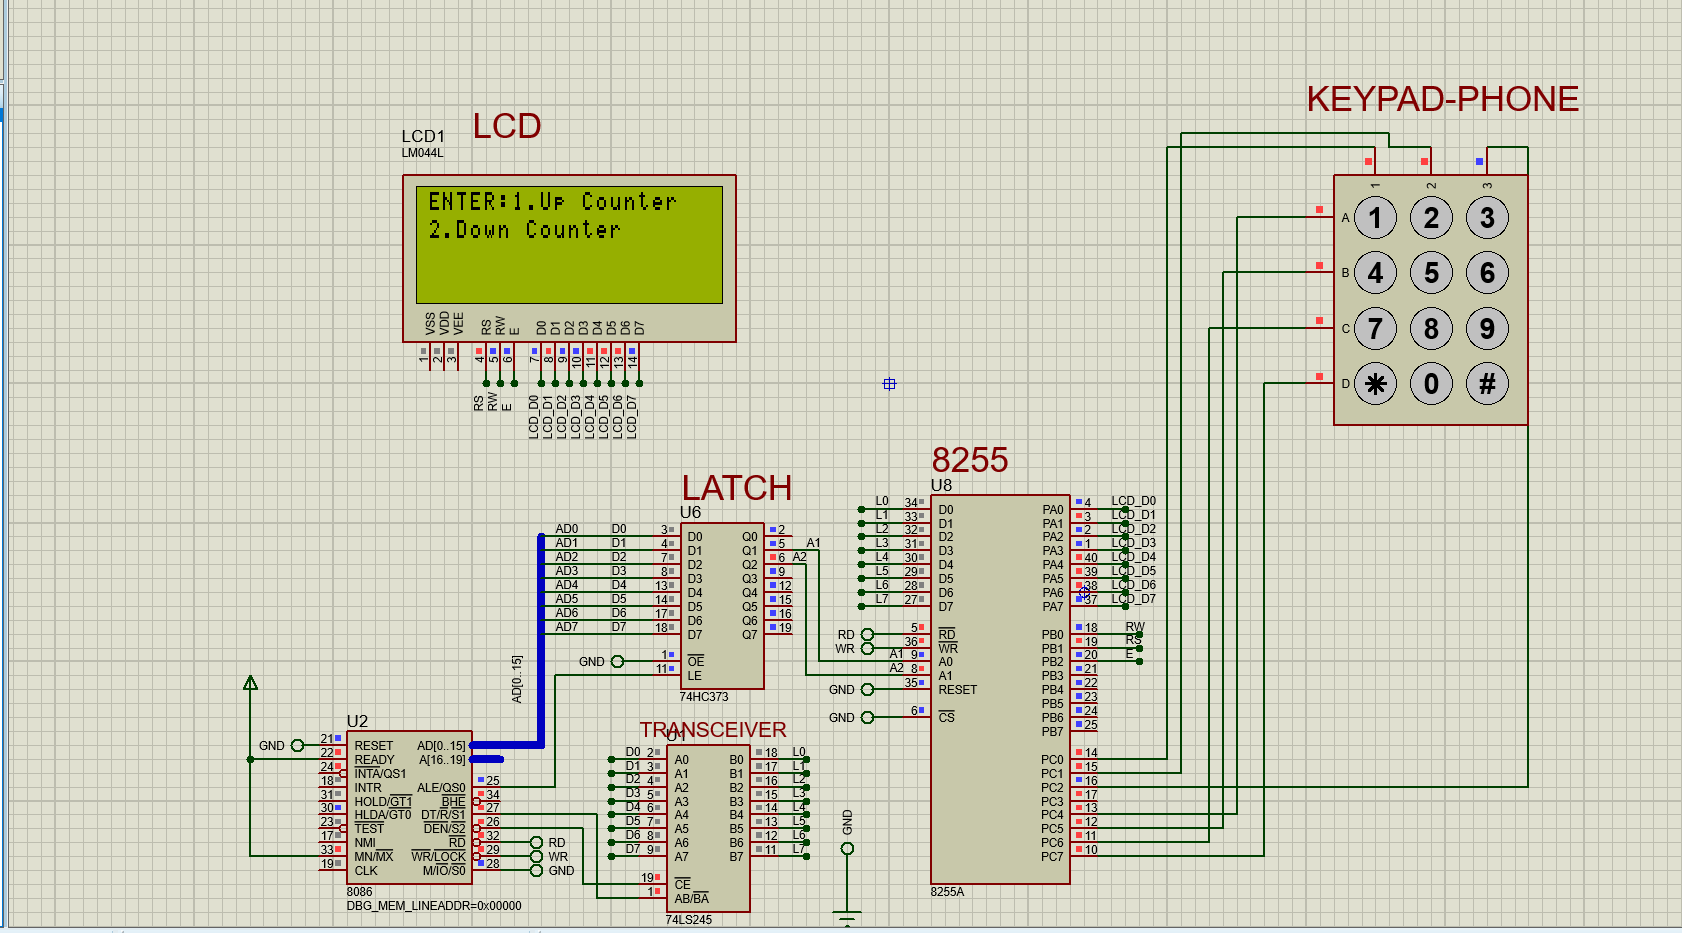 KEYPAD-PHONE
LCD
LCD1
LM044L
ENTER:1.Up Counter
2.Down Counter
VSS VDD VEE RS RW E D0 D1 D2 D3 D4 D5 D6 D7
1 2 3 4 5 6 7 8 9 10 11 12 13 14
RS RW E LCD_D0 LCD_D1 LCD_D2 LCD_D3 LCD_D4 LCD_D5 LCD_D6 LCD_D7
1 2 3
A 1 2 3
B 4 5 6
C 7 8 9
D * 0 #
LATCH
U6
AD0 D0 3 D0 Q0 2
AD1 D1 4 D1 Q1 5 A1
AD2 D2 7 D2 Q2 6 A2
AD3 D3 8 D3 Q3 9
AD4 D4 13 D4 Q4 12
AD5 D5 14 D5 Q5 15
AD6 D6 17 D6 Q6 16
AD7 D7 18 D7 Q7 19
GND 1 OE
11 LE
74HC373
AD[0..15]
8255
U8
L0 34 D0 PA0 4 LCD_D0
L1 33 D1 PA1 3 LCD_D1
L2 32 D2 PA2 2 LCD_D2
L3 31 D3 PA3 1 LCD_D3
L4 30 D4 PA4 40 LCD_D4
L5 29 D5 PA5 39 LCD_D5
L6 28 D6 PA6 38 LCD_D6
L7 27 D7 PA7 37 LCD_D7
RD 5 RD PB0 18 RW
WR 36 WR PB1 19 RS
A1 9 A0 PB2 20 E
A2 8 A1 PB3 21
GND 35 RESET PB4 22
PB5 23
GND 6 CS PB6 24
PB7 25
PC0 14
PC1 15
PC2 16
PC3 17
PC4 13
PC5 12
PC6 11
PC7 10
8255A
U2
GND 21 RESET AD[0..15]
22 READY A[16..19]
24 INTA/QS1
18 INTR ALE/QS0 25
31 HOLD/GT1 BHE 34
30 HLDA/GT0 DT/R/S1 27
23 TEST DEN/S2 26
17 NMI RD 32 RD
33 MN/MX WR/LOCK 29 WR
19 CLK M/IO/S0 28 GND
8086
DBG_MEM_LINEADDR=0x00000
TRANSCEIVER
U1
D0 2 A0 B0 18 L0
D1 3 A1 B1 17 L1
D2 4 A2 B2 16 L2
D3 5 A3 B3 15 L3
D4 6 A4 B4 14 L4
D5 7 A5 B5 13 L5
D6 8 A6 B6 12 L6
D7 9 A7 B7 11 L7
19 CE
1 AB/BA
74LS245
GND